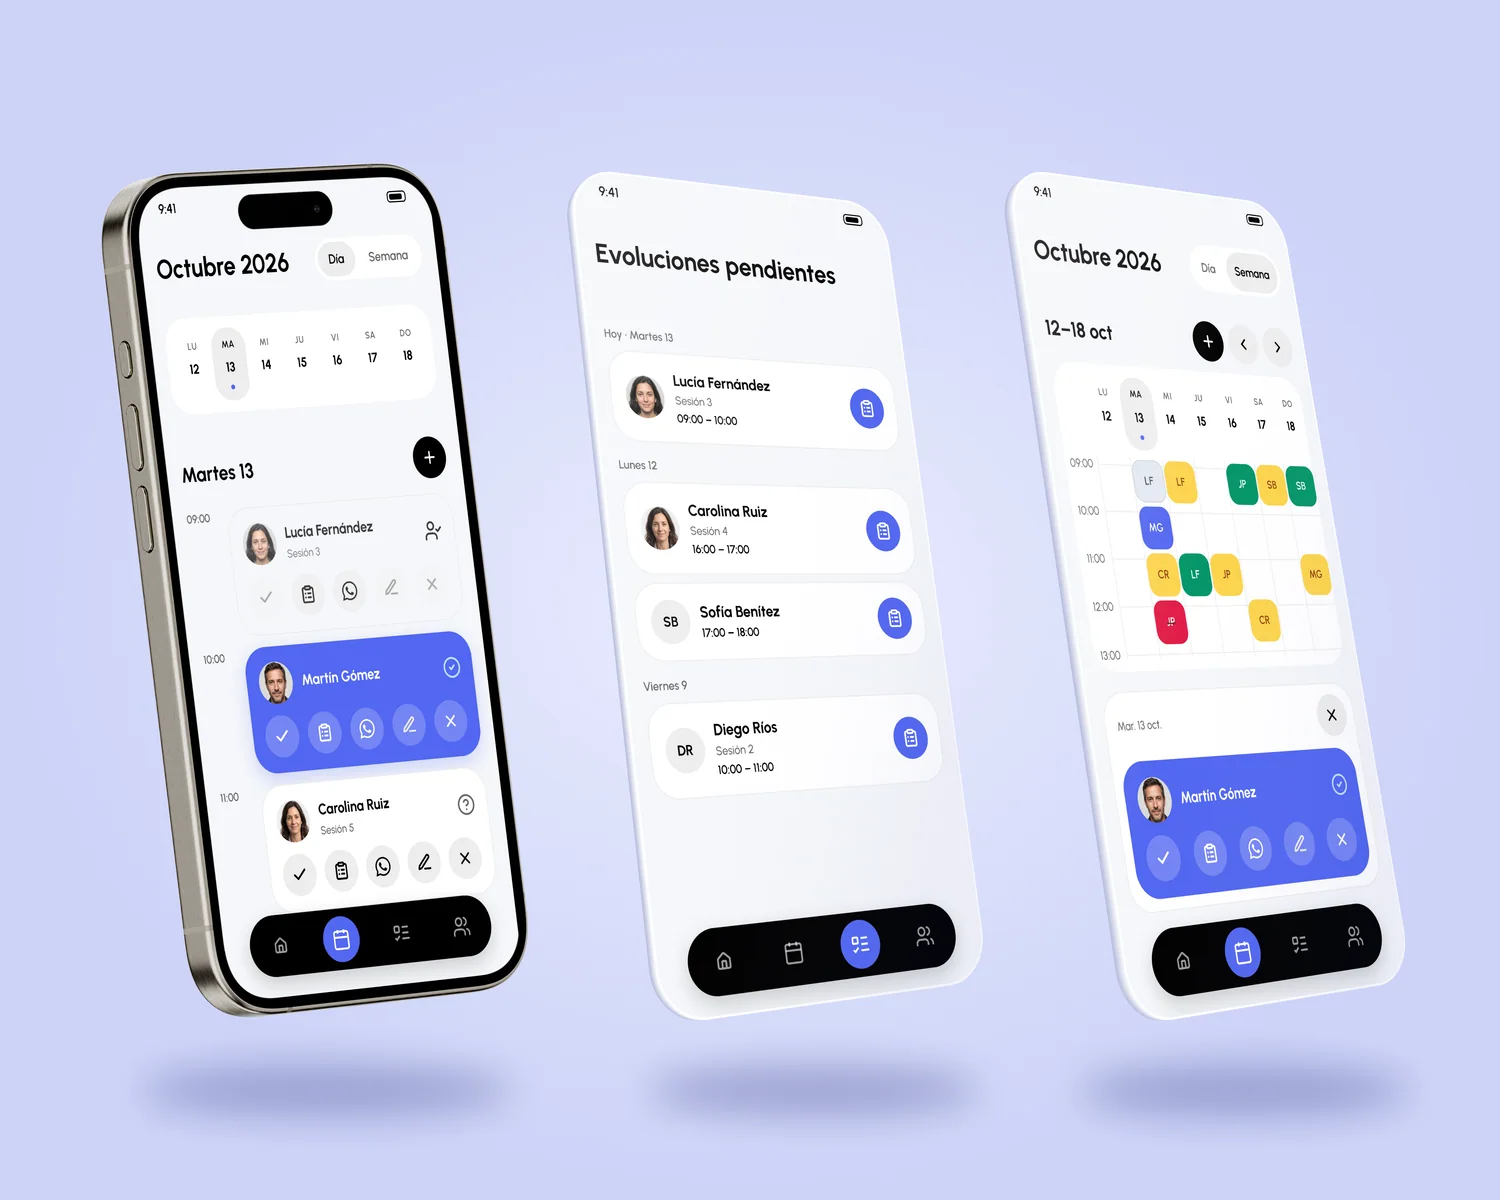 9:41
Octubre 2026
Día Semana
LU MA MI JU VI SA DO
12 13 14 15 16 17 18
Martes 13
09:00
Lucía Fernández
Sesión 3
10:00
Martín Gómez
11:00
Carolina Ruiz
Sesión 5
9:41
Evoluciones pendientes
Hoy · Martes 13
Lucía Fernández
Sesión 3
09:00 – 10:00
Lunes 12
Carolina Ruiz
Sesión 4
16:00 – 17:00
SB
Sofía Benítez
17:00 – 18:00
Viernes 9
DR
Diego Ríos
Sesión 2
10:00 – 11:00
9:41
Octubre 2026
Día Semana
12–18 oct
LU MA MI JU VI SA DO
12 13 14 15 16 17 18
09:00
LF LF JP SB SB
10:00
MG
11:00
CR LF JP MG
12:00
JP CR
13:00
Mar. 13 oct.
Martín Gómez